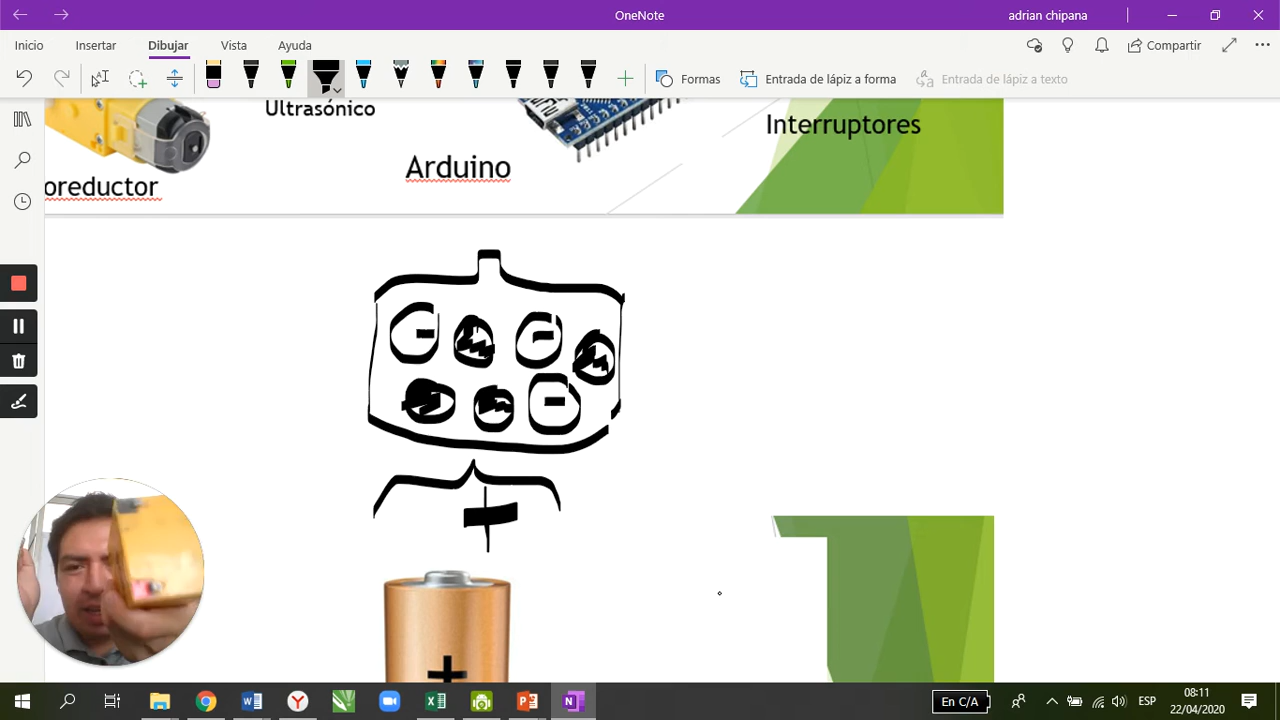 OneNote
adrian chipana
Inicio
Insertar
Dibujar
Vista
Ayuda
Compartir
Formas
Entrada de lápiz a forma
Entrada de lápiz a texto
Ultrasónico
Interruptores
Arduino
oreductor
- -
-
+
+
En C/A
ESP
08:11
22/04/2020